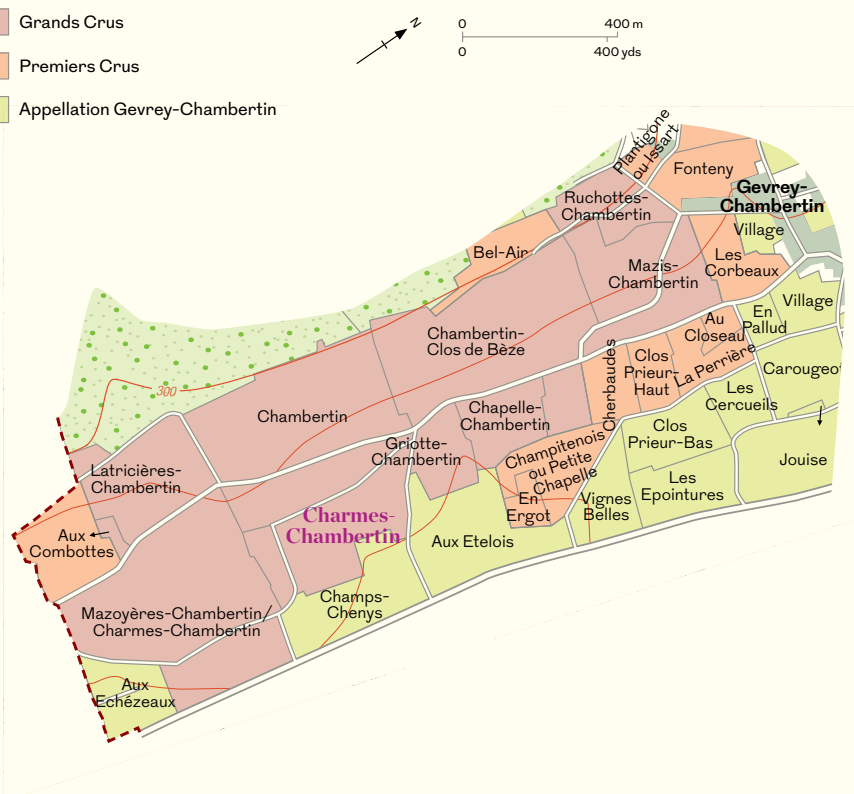 Grands Crus
Premiers Crus
Appellation Gevrey-Chambertin
N
0
400 m
0
400 yds
Plantigone
ou Issart
Fonteny
Gevrey-
Chambertin
Ruchottes-
Chambertin
Village
Bel-Air
Les
Corbeaux
Mazis-
Chambertin
Village
En
Pallud
Au
Closeau
Chambertin-
Clos de Bèze
Cherbaudes
Clos
Prieur-
Haut
La Perrière
Carougeot
300
Les
Cercueils
Chambertin
Chapelle-
Chambertin
Clos
Prieur-Bas
Griotte-
Chambertin
Champitenois
ou Petite
Chapelle
Jouise
Latricières-
Chambertin
Les
Epointures
En
Ergot
Vignes
Belles
Charmes-
Chambertin
Aux
Combottes
Aux Etelois
Champs-
Chenys
Mazoyères-Chambertin/
Charmes-Chambertin
Aux
Echézeaux